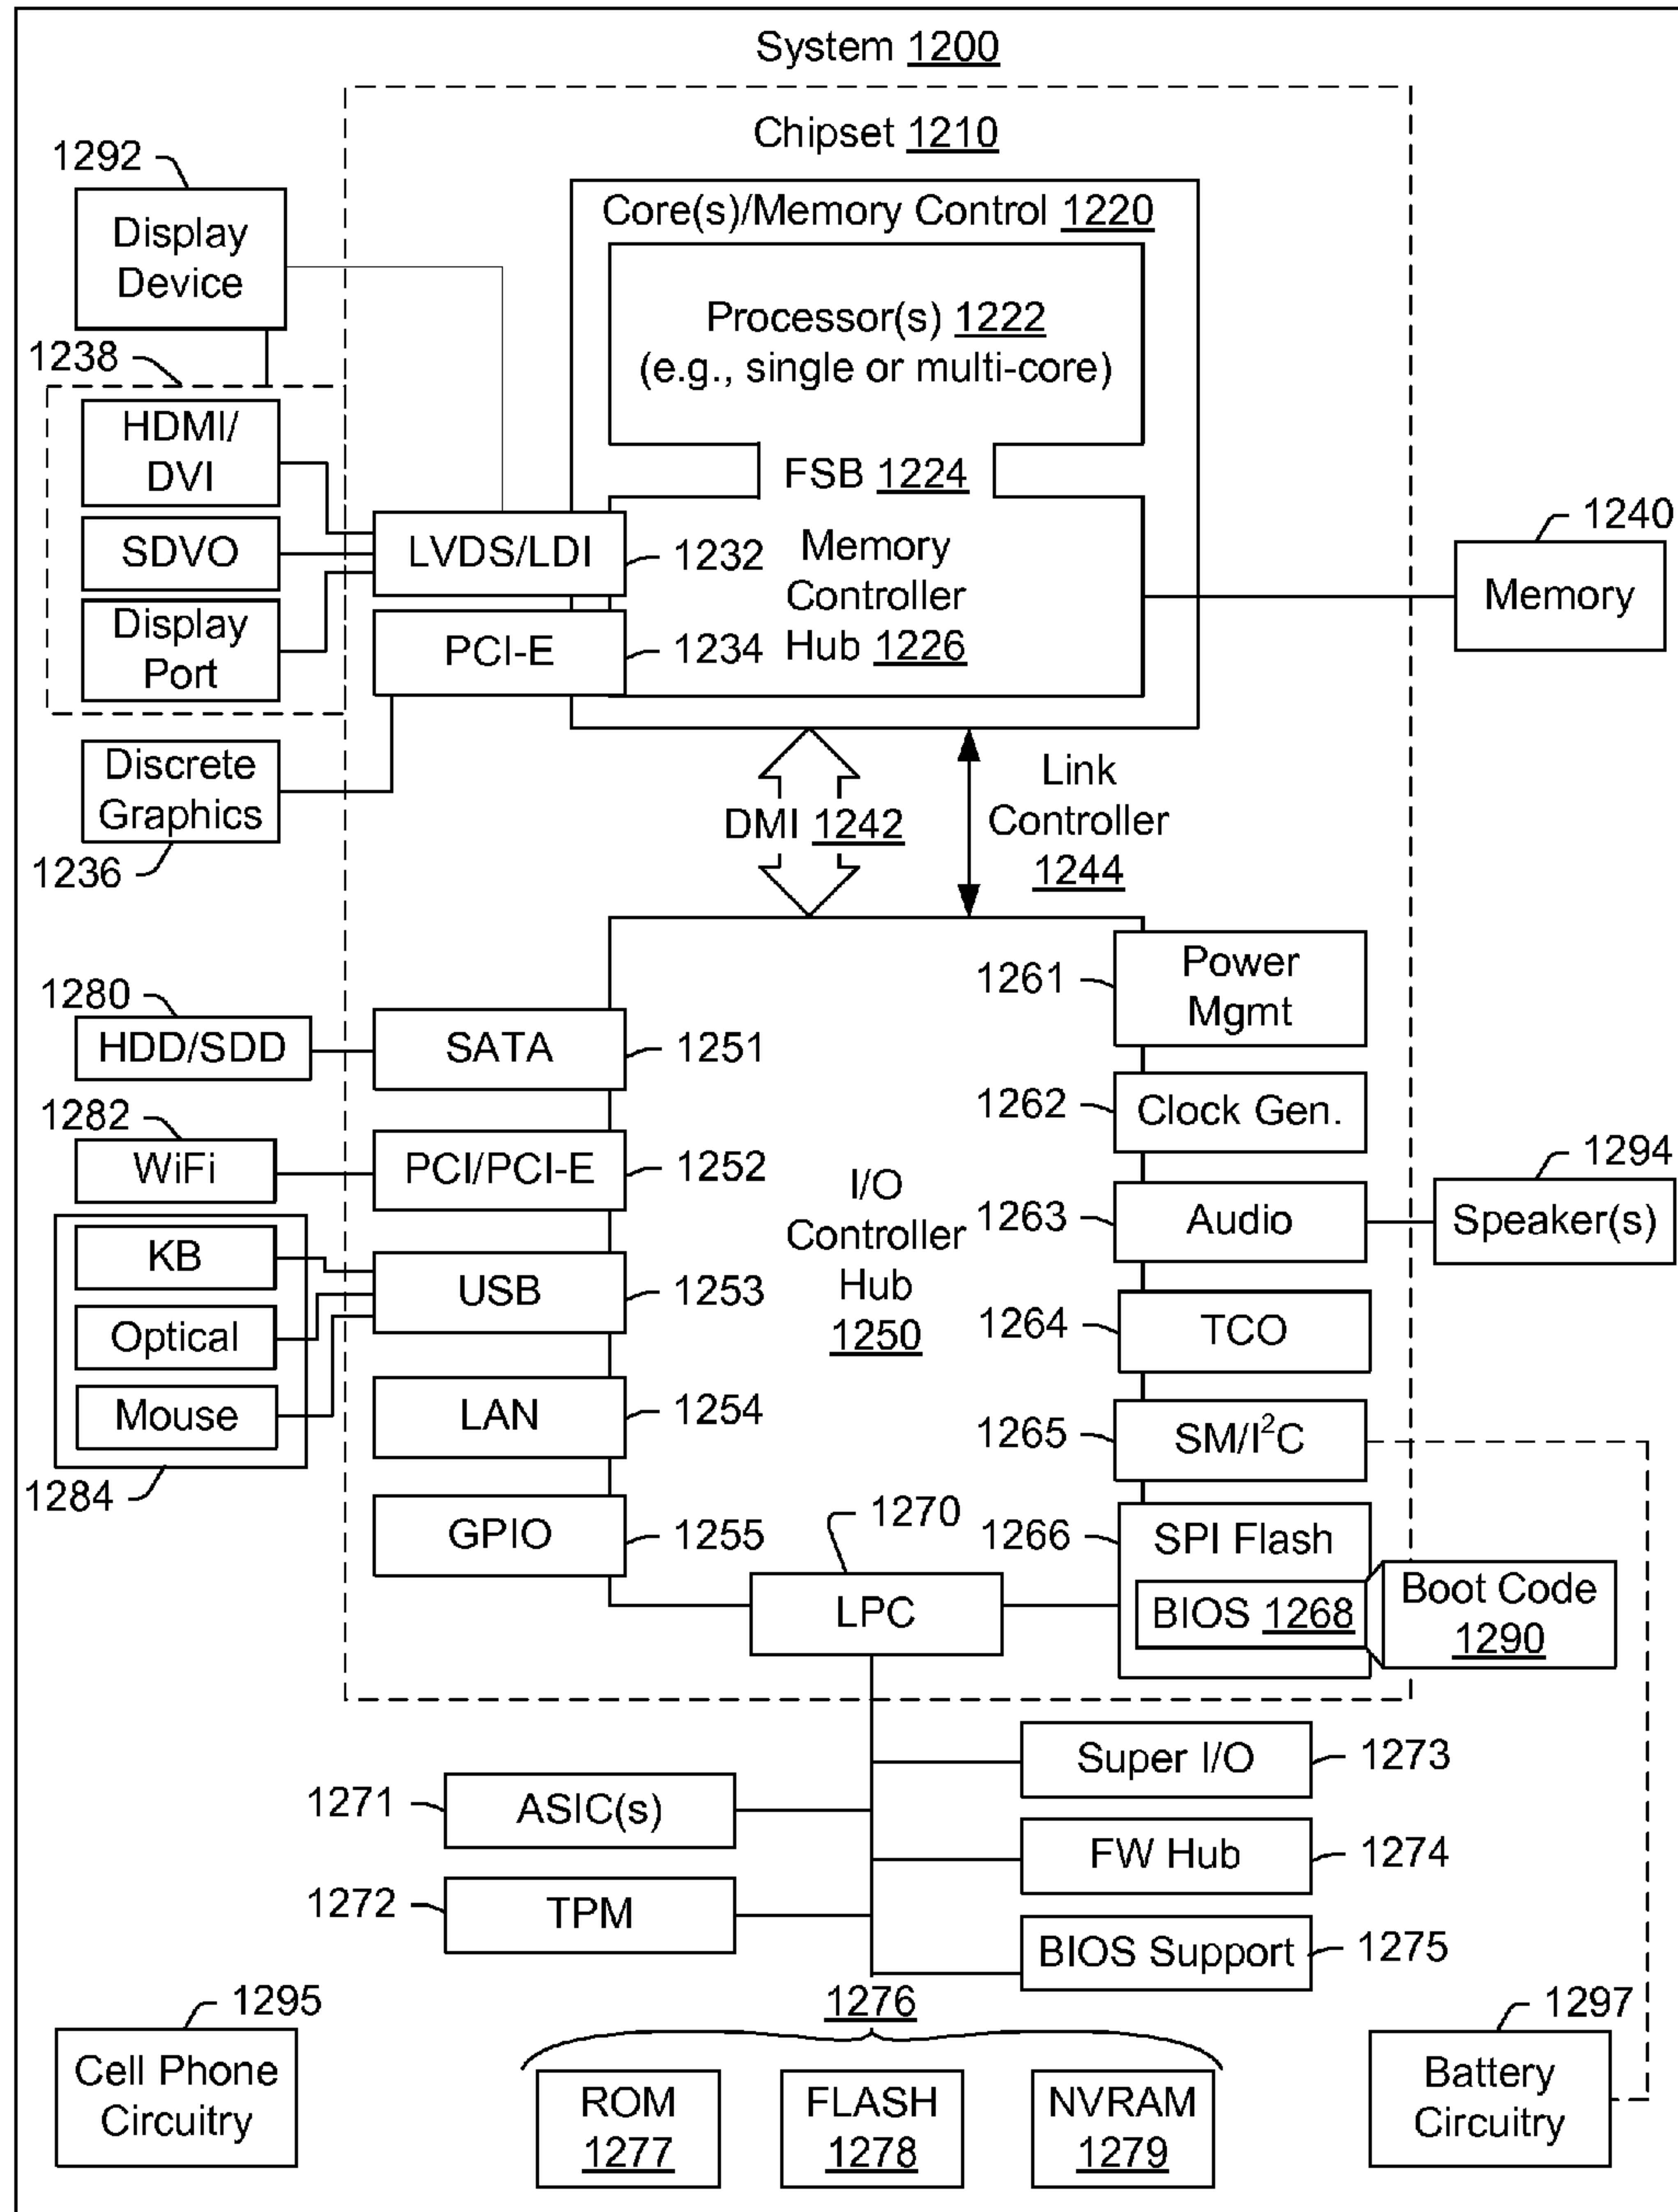 System 1200
Chipset 1210
1292
Display
Device
Core(s)/Memory Control 1220
Processor(s) 1222
(e.g., single or multi-core)
FSB 1224
Memory
Controller
Hub 1226
1238
HDMI/
DVI
SDVO
Display
Port
LVDS/LDI
1232
PCI-E
1234
1240
Memory
Discrete
Graphics
1236
DMI 1242
Link
Controller
1244
1280
HDD/SDD
SATA
1251
1282
WiFi
PCI/PCI-E
1252
KB
Optical
Mouse
1284
USB
1253
LAN
1254
GPIO
1255
I/O
Controller
Hub
1250
1261
Power
Mgmt
1262
Clock Gen.
1263
Audio
1294
Speaker(s)
1264
TCO
1265
SM/I²C
1266
SPI Flash
BIOS 1268
Boot Code
1290
1270
LPC
Super I/O
1273
1271
ASIC(s)
FW Hub
1274
1272
TPM
BIOS Support
1275
1295
Cell Phone
Circuitry
1276
ROM
1277
FLASH
1278
NVRAM
1279
1297
Battery
Circuitry